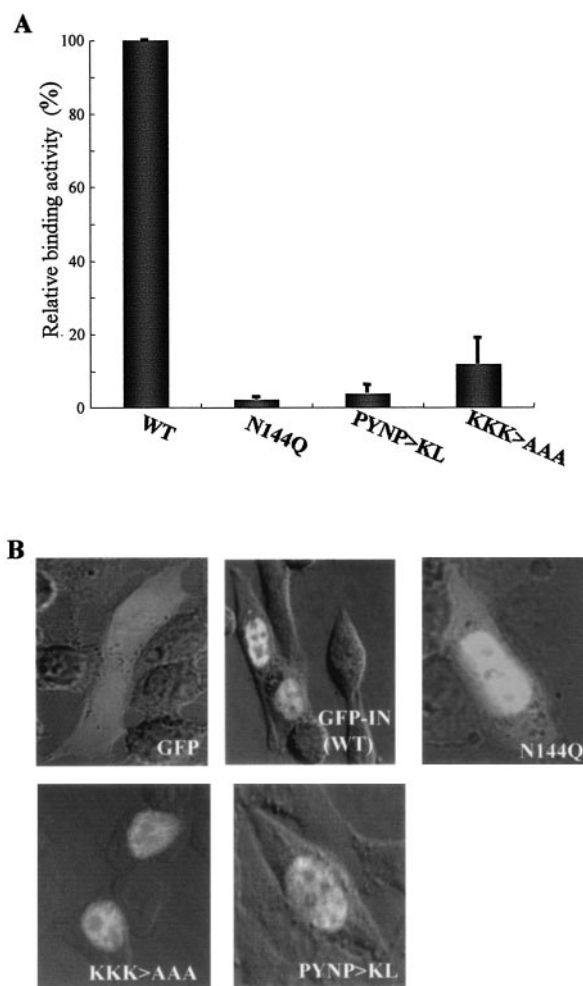 A
Relative binding activity (%)
100
80
60
40
20
0
WT
N144Q
PYNP>KL
KKK>AAA
B
GFP
GFP-IN
(WT)
N144Q
KKK>AAA
PYNP>KL